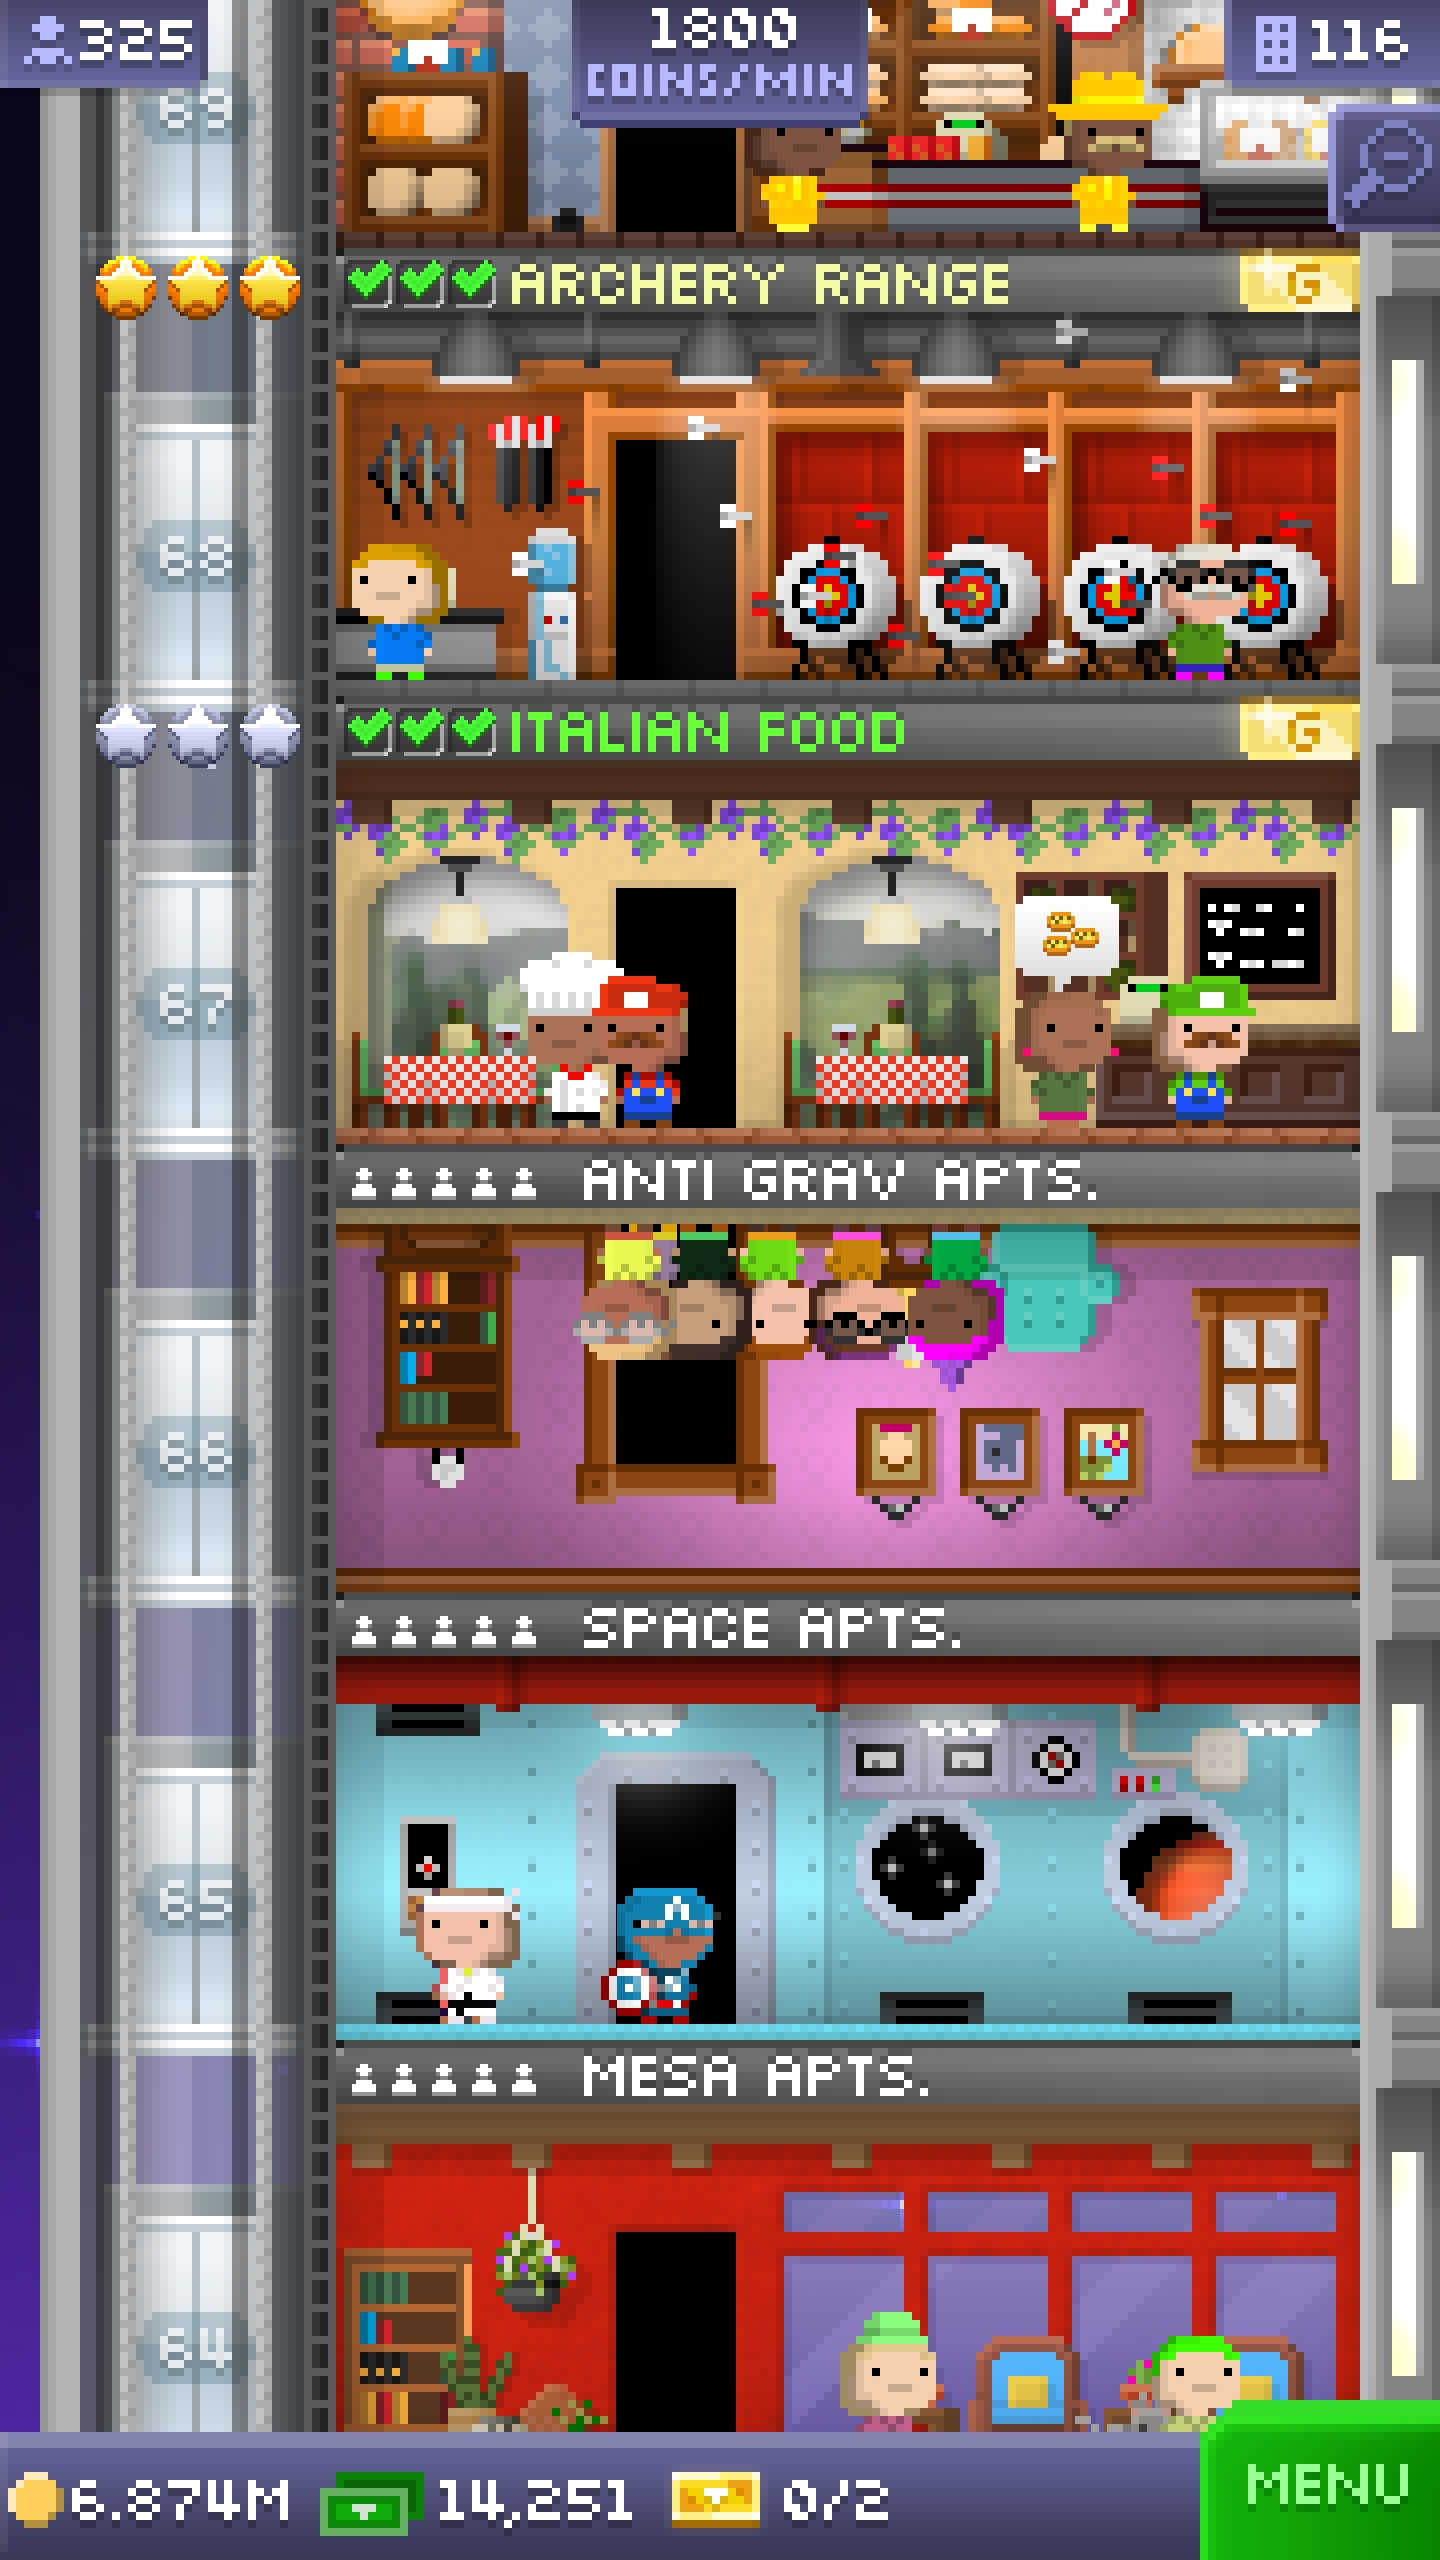 325
1800
COINS/MIN
116
69
ARCHERY RANGE
G
68
ITALIAN FOOD
G
67
ANTI GRAV APTS.
66
SPACE APTS.
65
MESA APTS.
64
6.874M
14,251
0/2
MENU